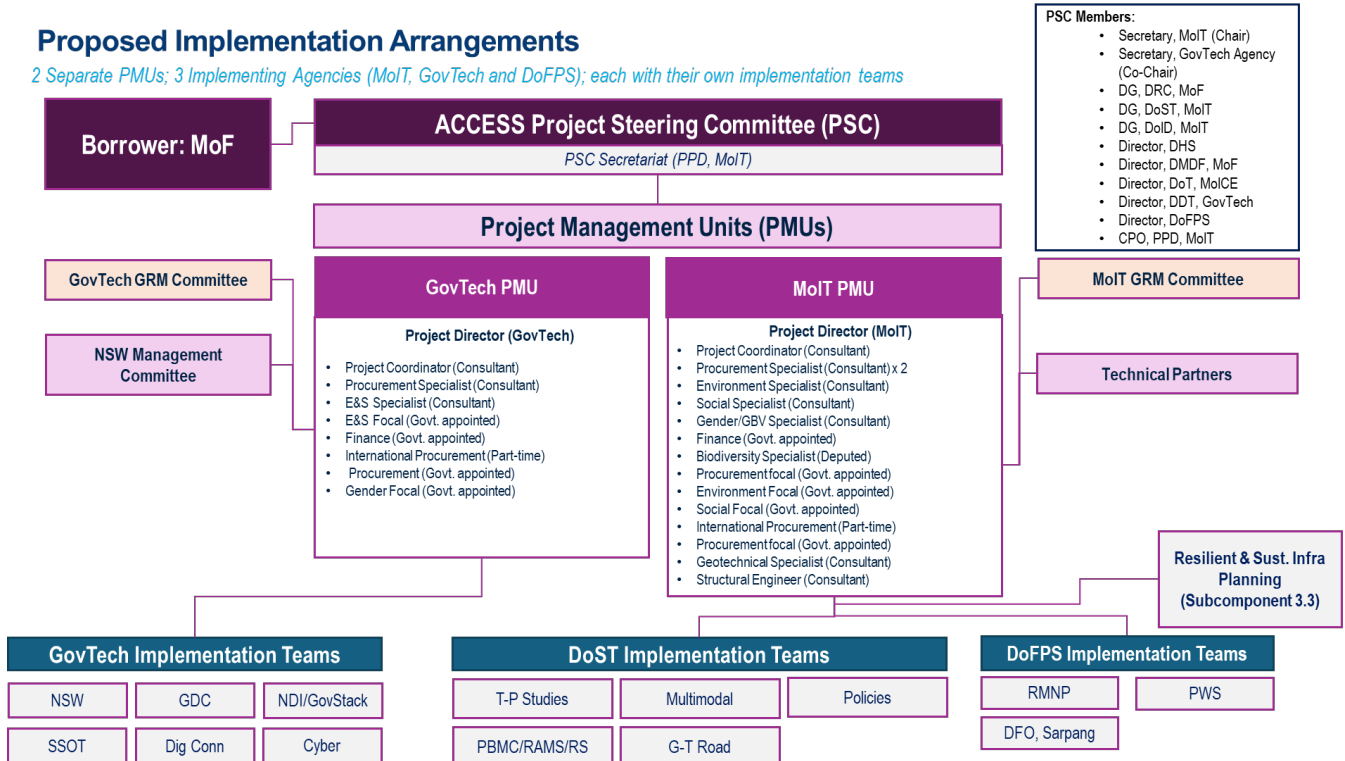 Proposed Implementation Arrangements
2 Separate PMUs; 3 Implementing Agencies (MoIT, GovTech and DoFPS); each with their own implementation teams
PSC Members:
• Secretary, MoIT (Chair)
• Secretary, GovTech Agency
(Co-Chair)
• DG, DRC, MoF
• DG, DoST, MoIT
• DG, DoID, MoIT
• Director, DHS
• Director, DMDF, MoF
• Director, DoT, MoICE
• Director, DDT, GovTech
• Director, DoFPS
• CPO, PPD, MoIT
Borrower: MoF
ACCESS Project Steering Committee (PSC)
PSC Secretariat (PPD, MoIT)
Project Management Units (PMUs)
GovTech GRM Committee
NSW Management
Committee
GovTech PMU
Project Director (GovTech)
• Project Coordinator (Consultant)
• Procurement Specialist (Consultant)
• E&S Specialist (Consultant)
• E&S Focal (Govt. appointed)
• Finance (Govt. appointed)
• International Procurement (Part-time)
• Procurement (Govt. appointed)
• Gender Focal (Govt. appointed)
MoIT PMU
Project Director (MoIT)
• Project Coordinator (Consultant)
• Procurement Specialist (Consultant) x 2
• Environment Specialist (Consultant)
• Social Specialist (Consultant)
• Gender/GBV Specialist (Consultant)
• Finance (Govt. appointed)
• Biodiversity Specialist (Deputed)
• Procurement focal (Govt. appointed)
• Environment Focal (Govt. appointed)
• Social Focal (Govt. appointed)
• International Procurement (Part-time)
• Procurement focal (Govt. appointed)
• Geotechnical Specialist (Consultant)
• Structural Engineer (Consultant)
MoIT GRM Committee
Technical Partners
Resilient & Sust. Infra
Planning
(Subcomponent 3.3)
GovTech Implementation Teams
NSW
GDC
NDI/GovStack
SSOT
Dig Conn
Cyber
DoST Implementation Teams
T-P Studies
Multimodal
Policies
PBMC/RAMS/RS
G-T Road
DoFPS Implementation Teams
RMNP
PWS
DFO, Sarpang